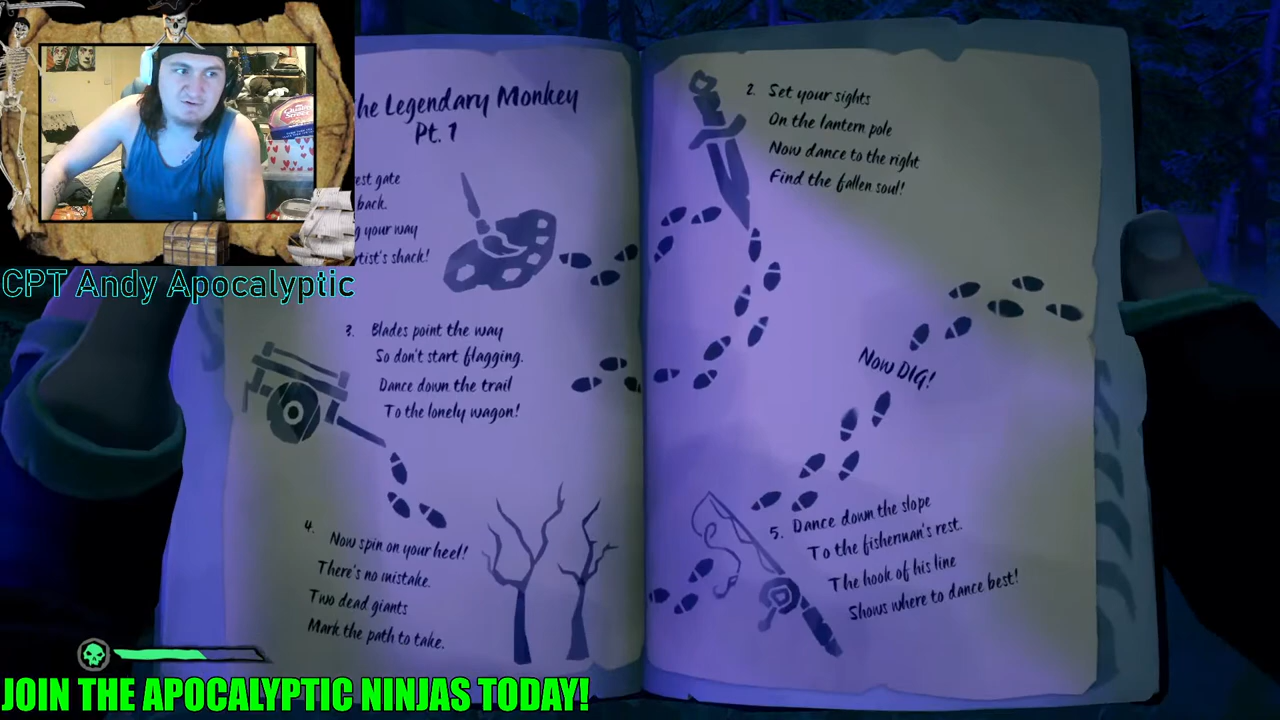 he Legendary Monkey
Pt. 1
est gate
back.
g your way
tist's shack!
2. Set your sights
On the lantern pole
Now dance to the right
Find the fallen soul!
3. Blades point the way
So don't start flagging.
Dance down the trail
To the lonely wagon!
4. Now spin on your heel!
There's no mistake.
Two dead giants
Mark the path to take.
5. Dance down the slope
To the fisherman's rest.
The hook of his line
Shows where to dance best!
Now DIG!
CPT Andy Apocalyptic
JOIN THE APOCALYPTIC NINJAS TODAY!